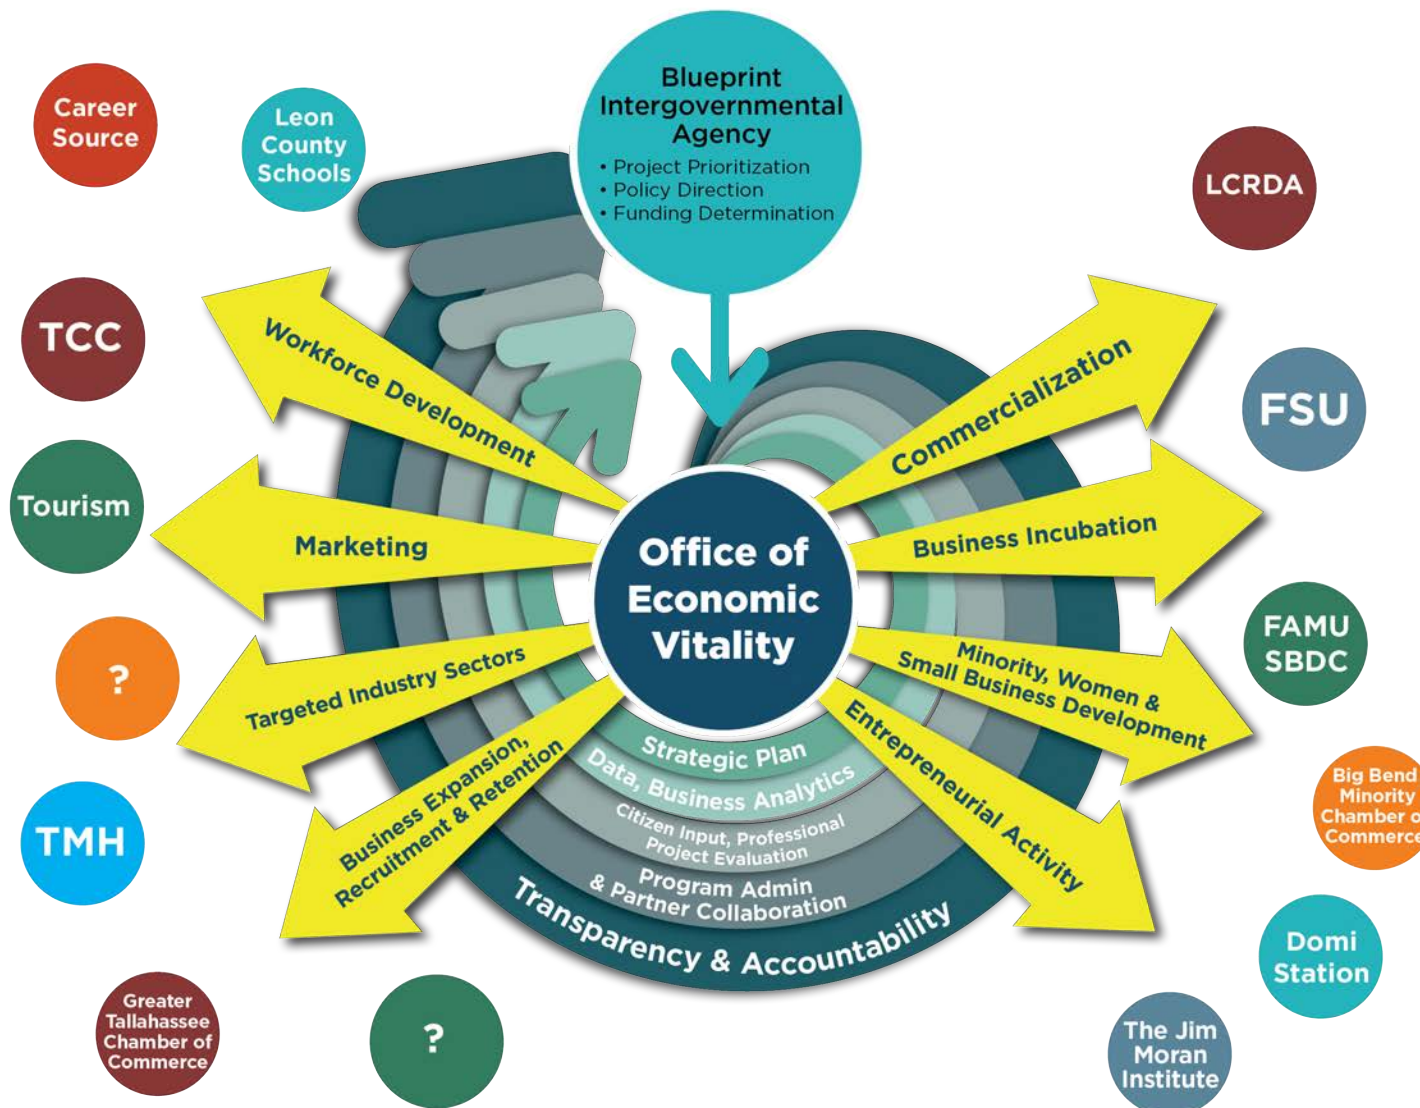 Blueprint
Intergovernmental
Agency
• Project Prioritization
• Policy Direction
• Funding Determination
Career
Source
Leon
County
Schools
LCRDA
TCC
FSU
Tourism
?
FAMU
SBDC
TMH
Big Bend
Minority
Chamber o
Commerce
Domi
Station
Greater
Tallahassee
Chamber of
Commerce
?
The Jim
Moran
Institute
Workforce Development
Marketing
Targeted Industry Sectors
Business Expansion,
Recruitment & Retention
Commercialization
Business Incubation
Minority, Women &
Small Business Development
Entrepreneurial Activity
Office of
Economic
Vitality
Strategic Plan
Data, Business Analytics
Citizen Input, Professional
Project Evaluation
Program Admin
& Partner Collaboration
Transparency & Accountability